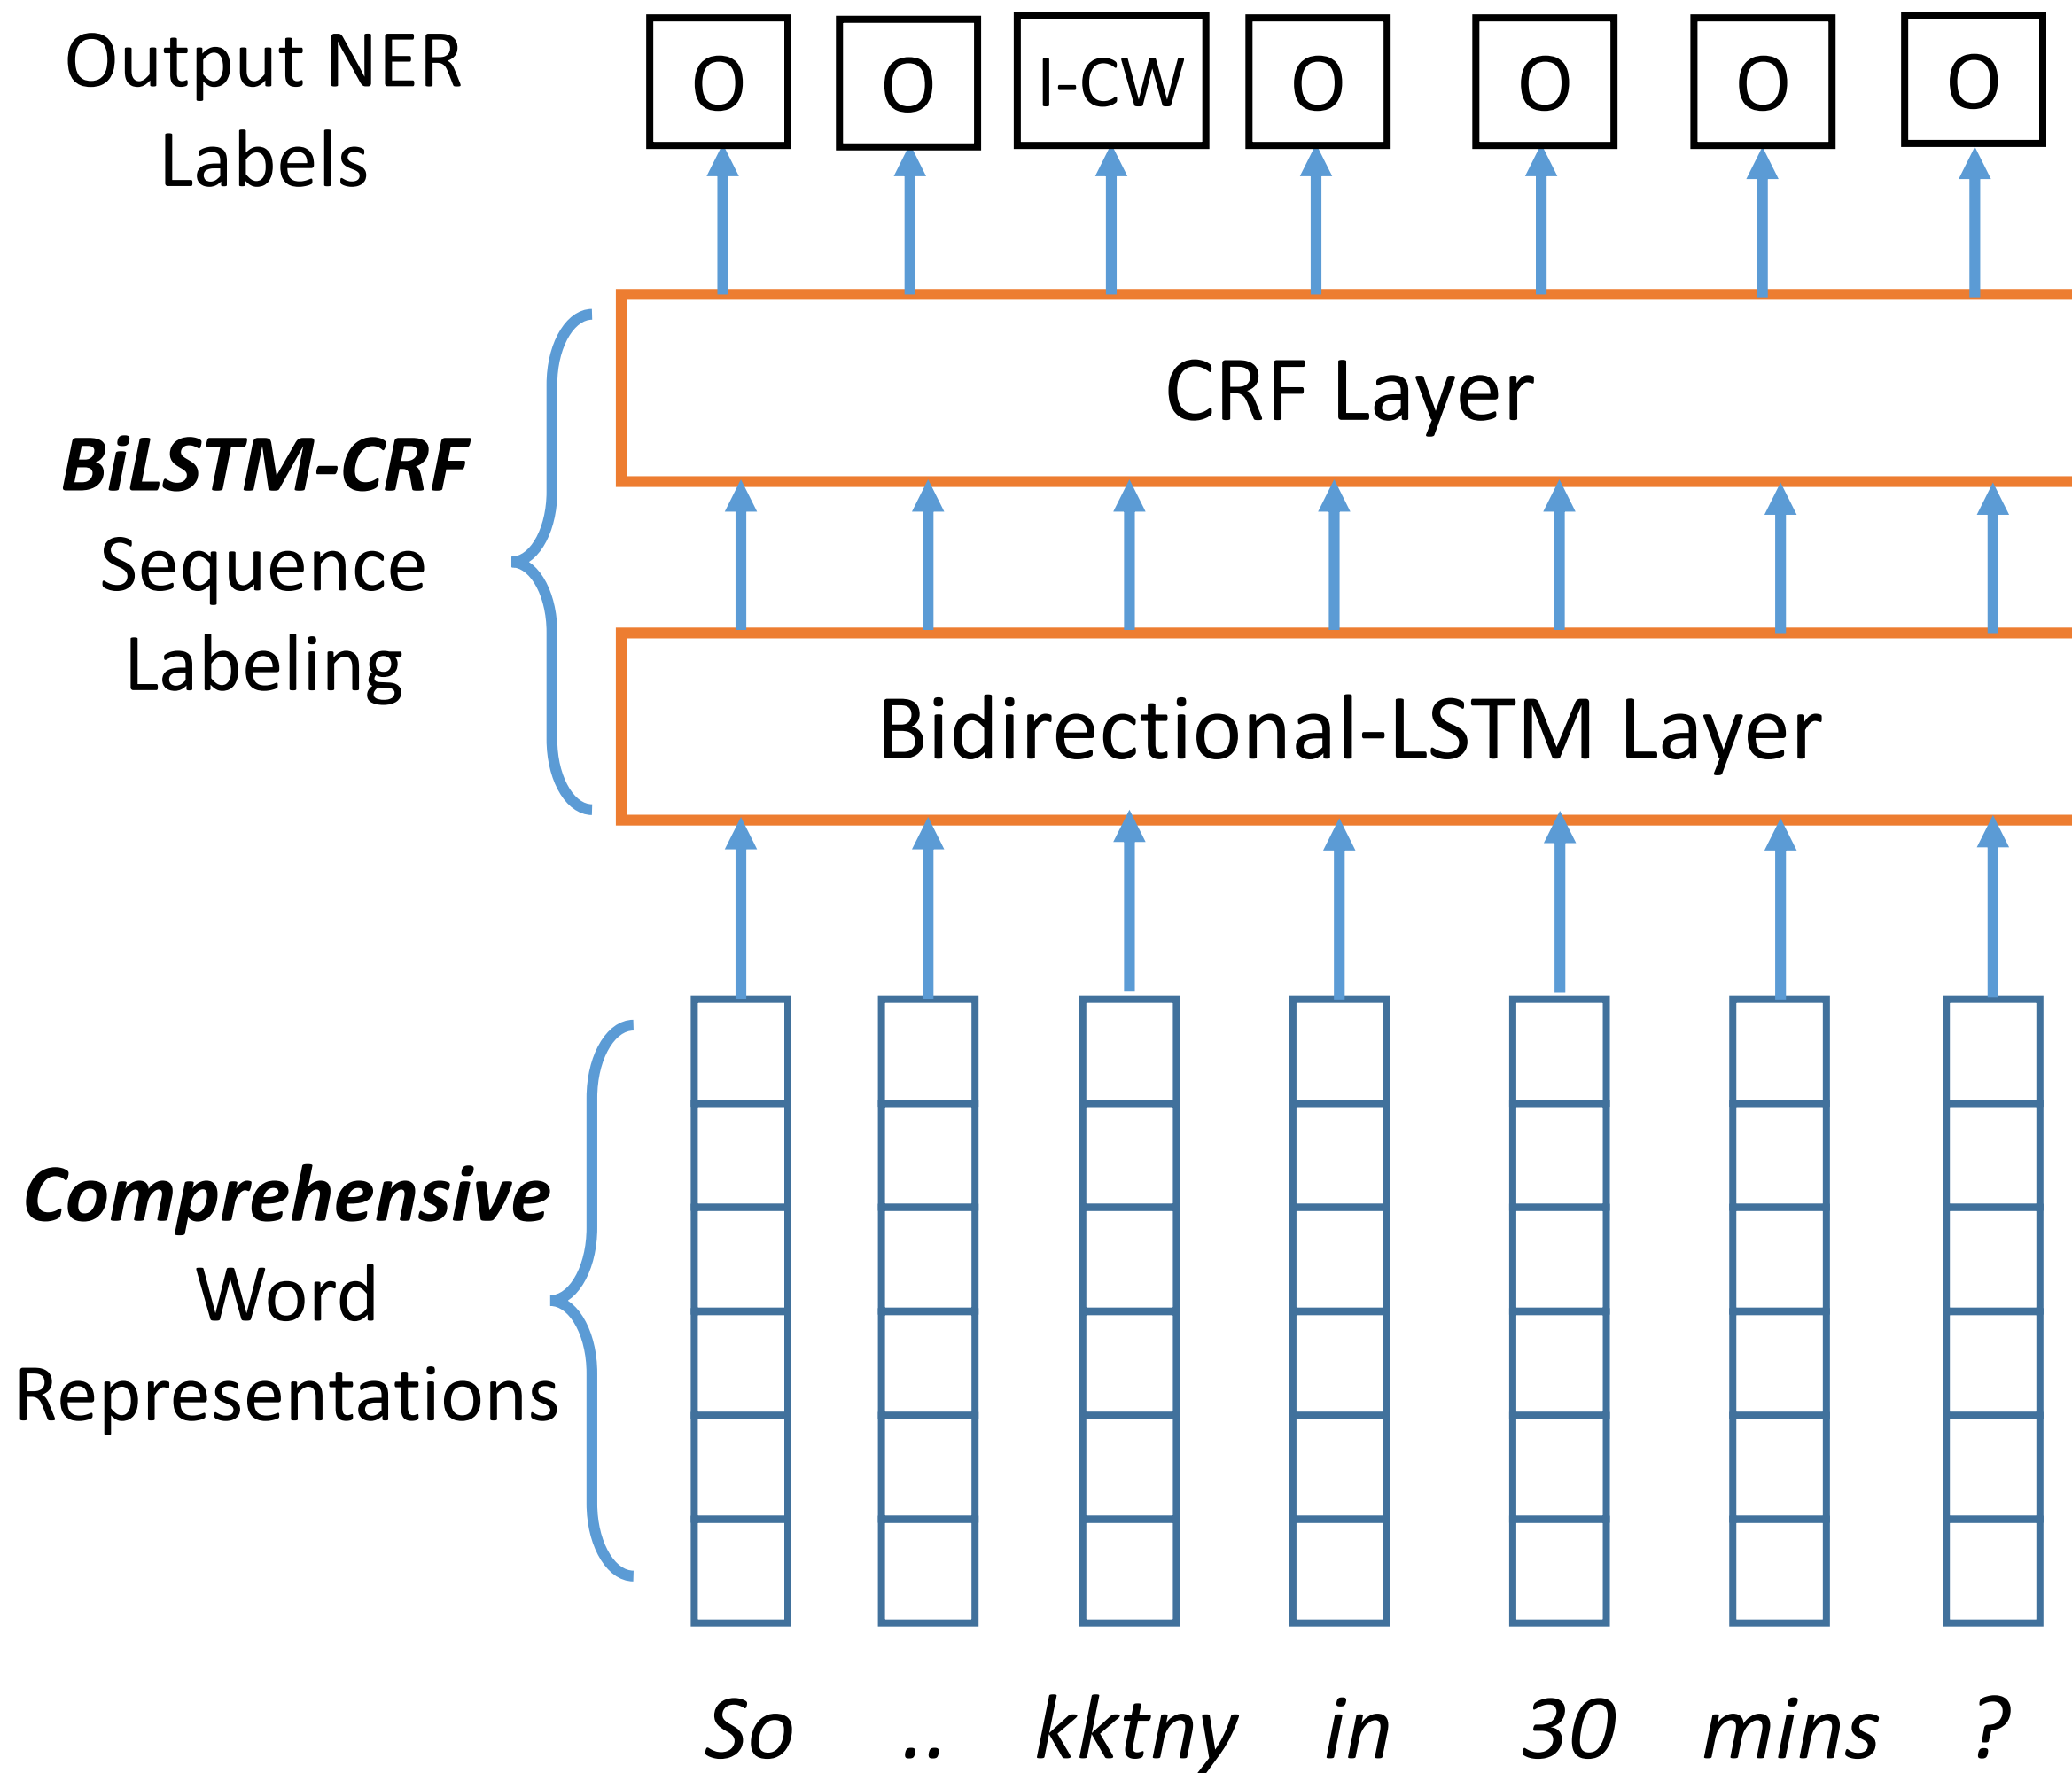 Output NER
Labels
O O I-CW O O O O
CRF Layer
BiLSTM-CRF
Sequence
Labeling
Bidirectional-LSTM Layer
Comprehensive
Word
Representations
So .. kktny in 30 mins ?